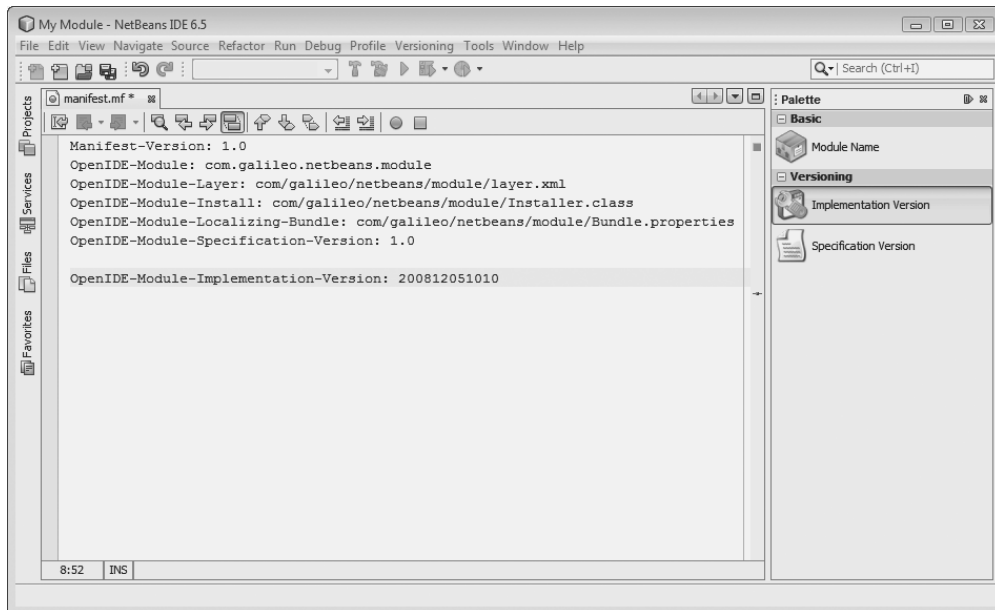 My Module - NetBeans IDE 6.5
File Edit View Navigate Source Refactor Run Debug Profile Versioning Tools Window Help
Search (Ctrl+I)
Projects
Services
Files
Favorites
manifest.mf *
Manifest-Version: 1.0
OpenIDE-Module: com.galileo.netbeans.module
OpenIDE-Module-Layer: com/galileo/netbeans/module/layer.xml
OpenIDE-Module-Install: com/galileo/netbeans/module/Installer.class
OpenIDE-Module-Localizing-Bundle: com/galileo/netbeans/module/Bundle.properties
OpenIDE-Module-Specification-Version: 1.0
OpenIDE-Module-Implementation-Version: 200812051010
8:52 INS
Palette
Basic
Module Name
Versioning
Implementation Version
Specification Version